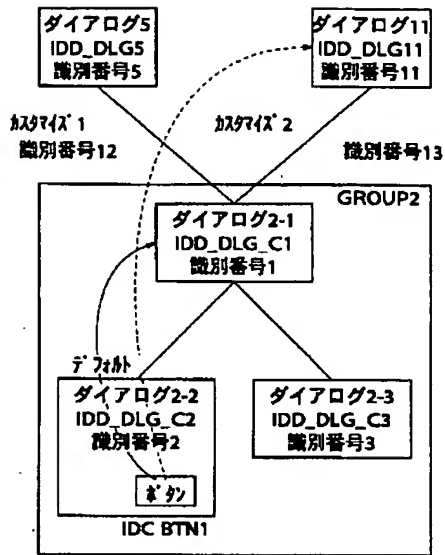 ダイアログ5
IDD_DLG5
識別番号5
ダイアログ11
IDD_DLG11
識別番号11
カスタマイズ1
識別番号12
カスタマイズ2
識別番号13
GROUP2
ダイアログ2-1
IDD_DLG_C1
識別番号1
デフォルト
ダイアログ2-2
IDD_DLG_C2
識別番号2
ボタン
IDC BTN1
ダイアログ2-3
IDD_DLG_C3
識別番号3